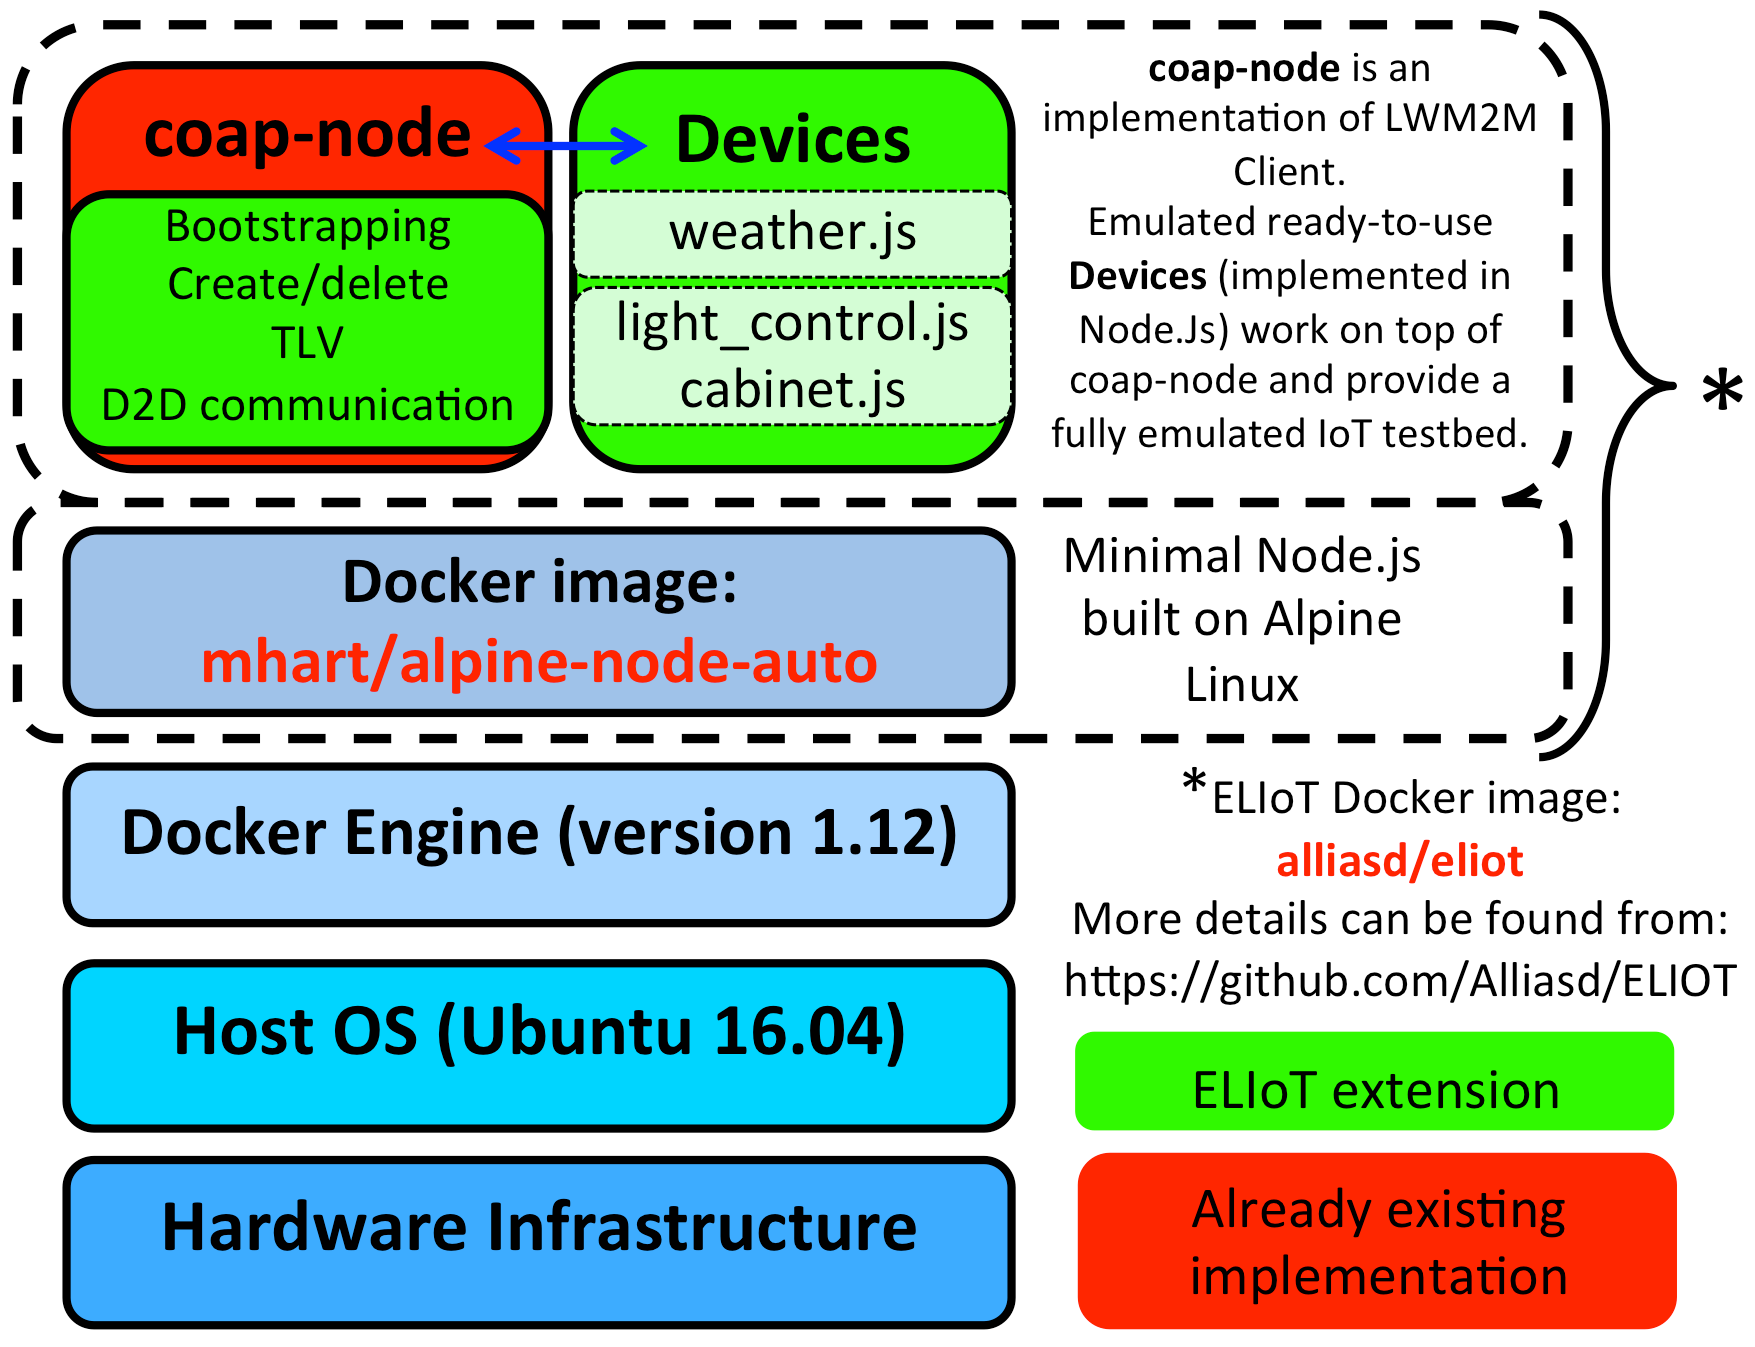 coap-node
Bootstrapping
Create/delete
TLV
D2D communication
Devices
weather.js
light_control.js
cabinet.js
coap-node is an
implementation of LWM2M
Client.
Emulated ready-to-use
Devices (implemented in
Node.Js) work on top of
coap-node and provide a
fully emulated IoT testbed.
*
Docker image:
mhart/alpine-node-auto
Minimal Node.js
built on Alpine
Linux
Docker Engine (version 1.12)
*ELIoT Docker image:
alliasd/eliot
More details can be found from:
https://github.com/Alliasd/ELIOT
Host OS (Ubuntu 16.04)
ELIoT extension
Hardware Infrastructure
Already existing
implementation